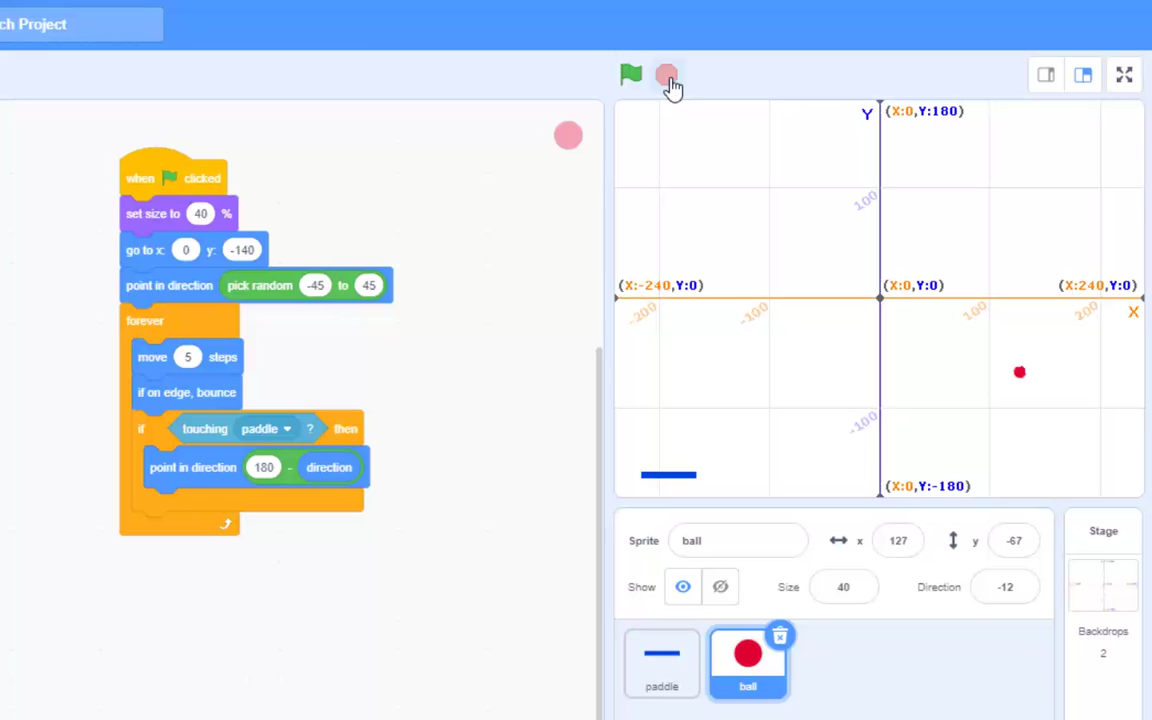 ch Project
when clicked
set size to 40 %
go to x: 0 y: -140
point in direction pick random -45 to 45
forever
move 5 steps
if on edge, bounce
if touching paddle ? then
point in direction 180 - direction
Y (X:0,Y:180)
100
(X:-240,Y:0) (X:0,Y:0) (X:240,Y:0)
-200 -100 100 200 X
-100
(X:0,Y:-180)
Sprite ball x 127 y -67
Show Size 40 Direction -12
paddle ball
Stage
Backdrops
2